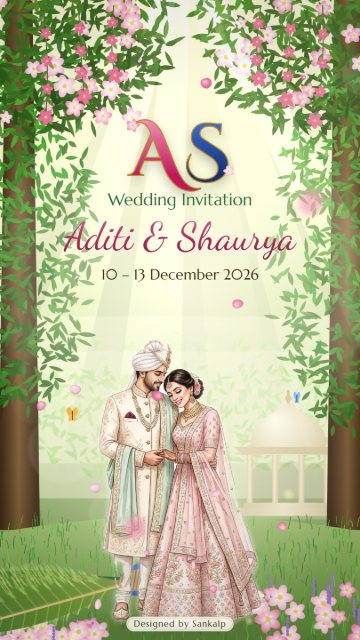 AS
Wedding Invitation
Aditi & Shaurya
10 – 13 December 2026
Designed by Sankalp